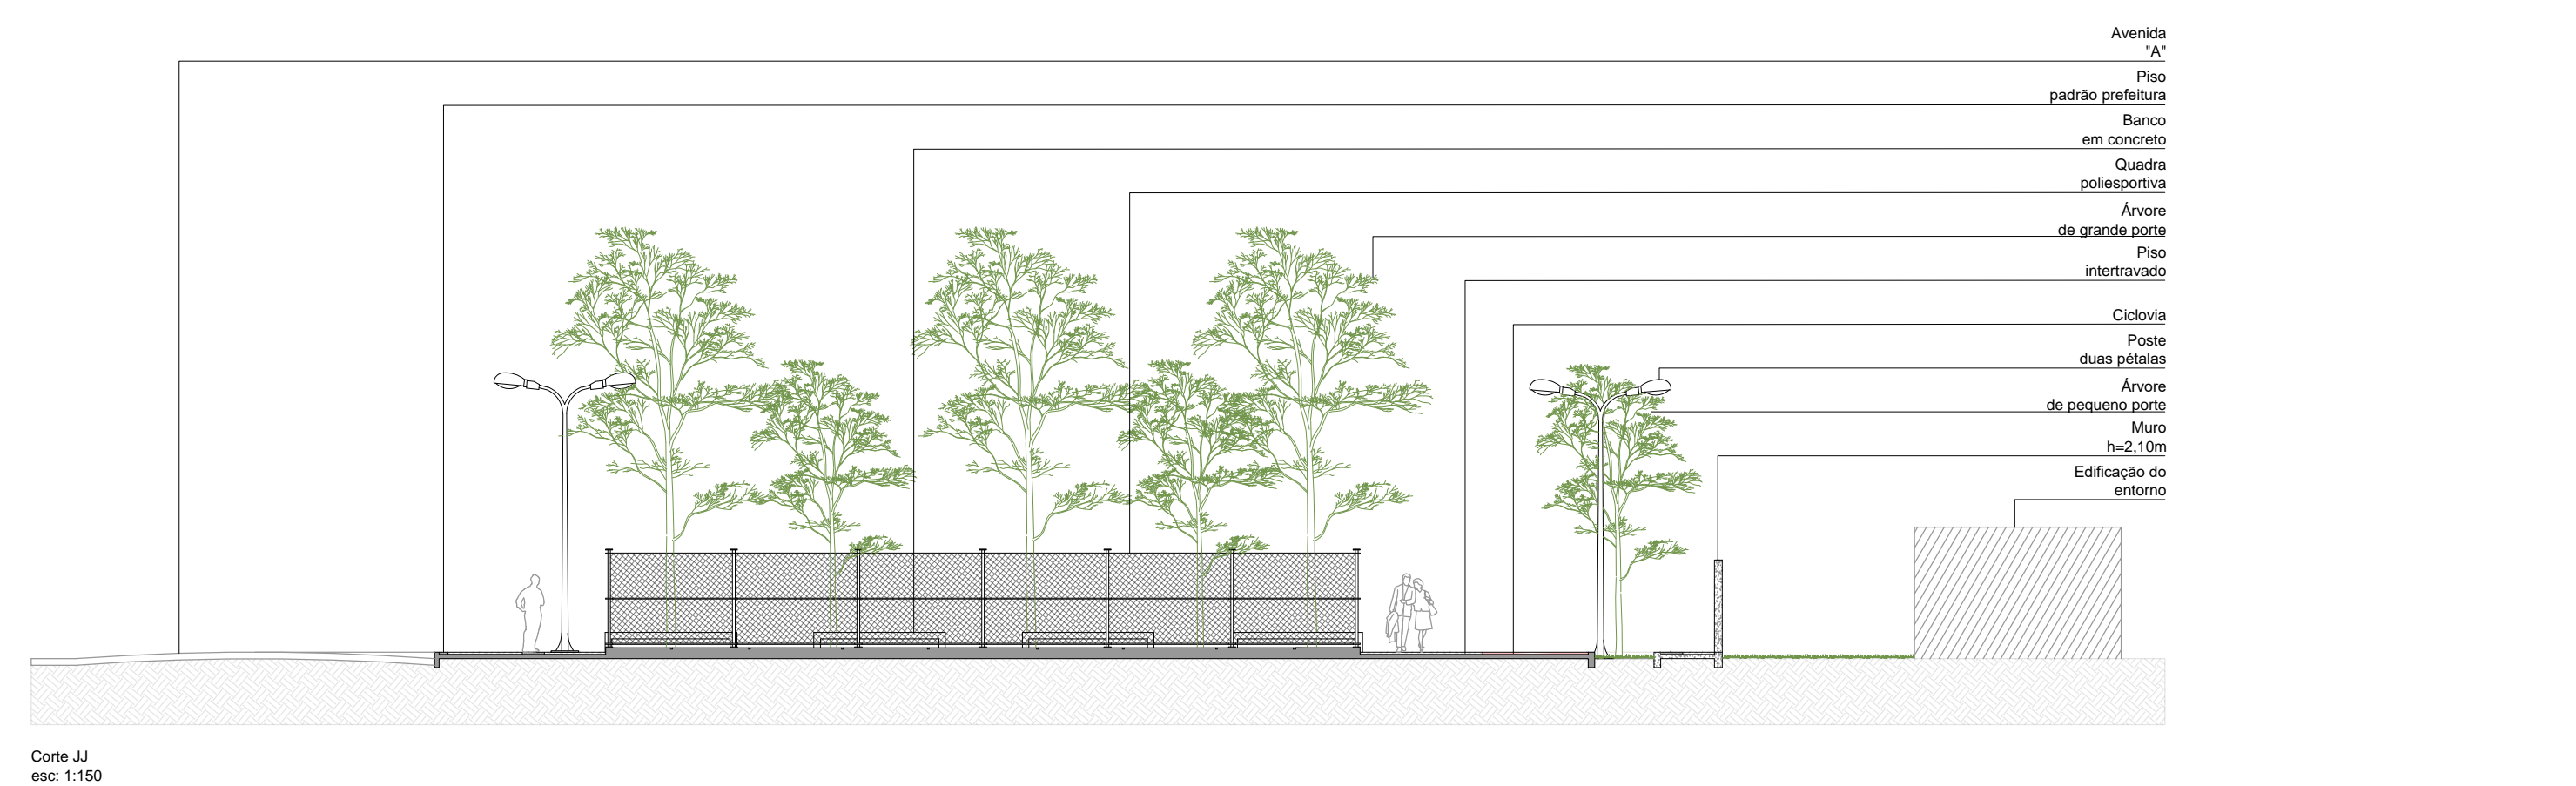 Avenida
"A"
Piso
padrão prefeitura
Banco
em concreto
Quadra
poliesportiva
Árvore
de grande porte
Piso
intertravado
Ciclovia
Poste
duas pétalas
Árvore
de pequeno porte
Muro
h=2,10m
Edificação do
entorno
Corte JJ
esc: 1:150